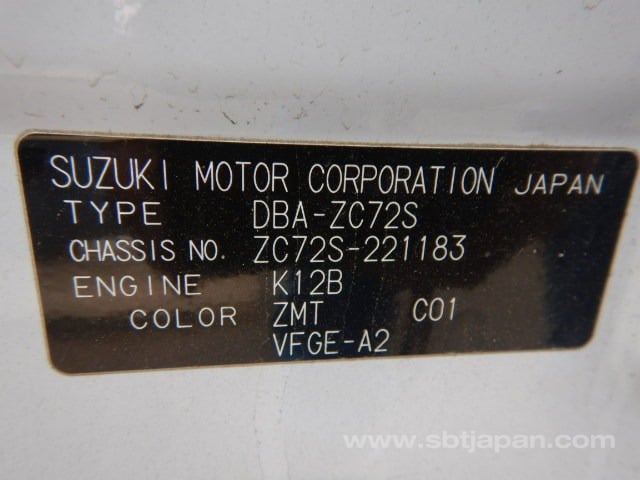 SUZUKI MOTOR CORPORATION JAPAN
TYPE DBA-ZC72S
CHASSIS NO. ZC72S-221183
ENGINE K12B
COLOR ZMT C01
VFGE-A2
www.sbtjapan.com